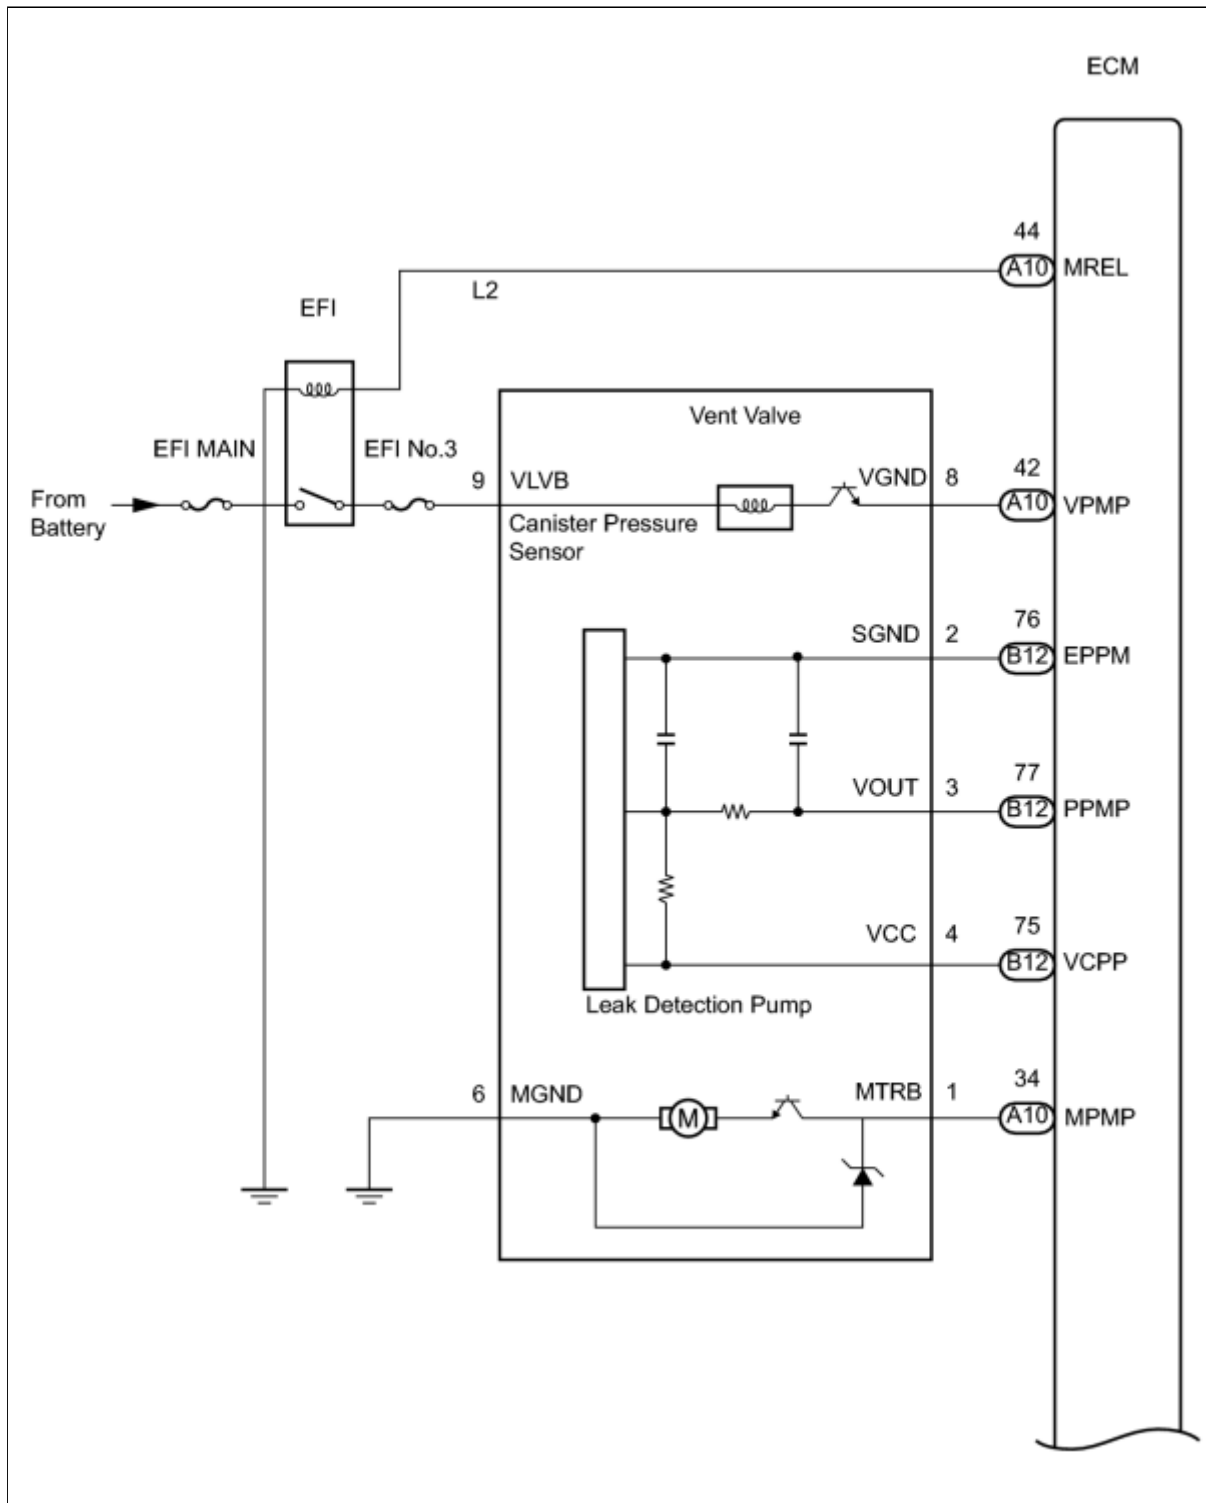 ECM
44
A10 MREL
L2
EFI
Vent Valve
EFI MAIN
EFI No.3
From
Battery
9 VLVB
VGND 8
42
A10 VPMP
Canister Pressure
Sensor
SGND 2
76
B12 EPPM
VOUT 3
77
B12 PPMP
VCC 4
75
B12 VCPP
Leak Detection Pump
6 MGND
M
MTRB 1
34
A10 MPMP